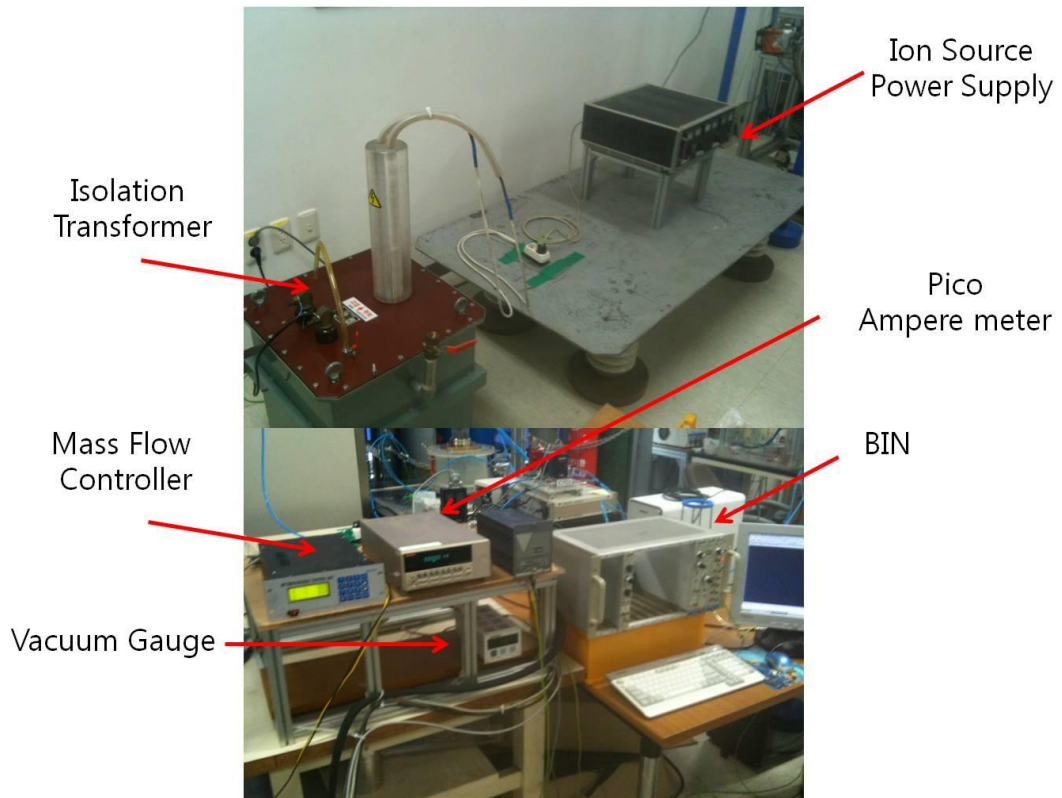 Ion Source
Power Supply
Isolation
Transformer
Pico
Ampere meter
Mass Flow
Controller
BIN
Vacuum Gauge